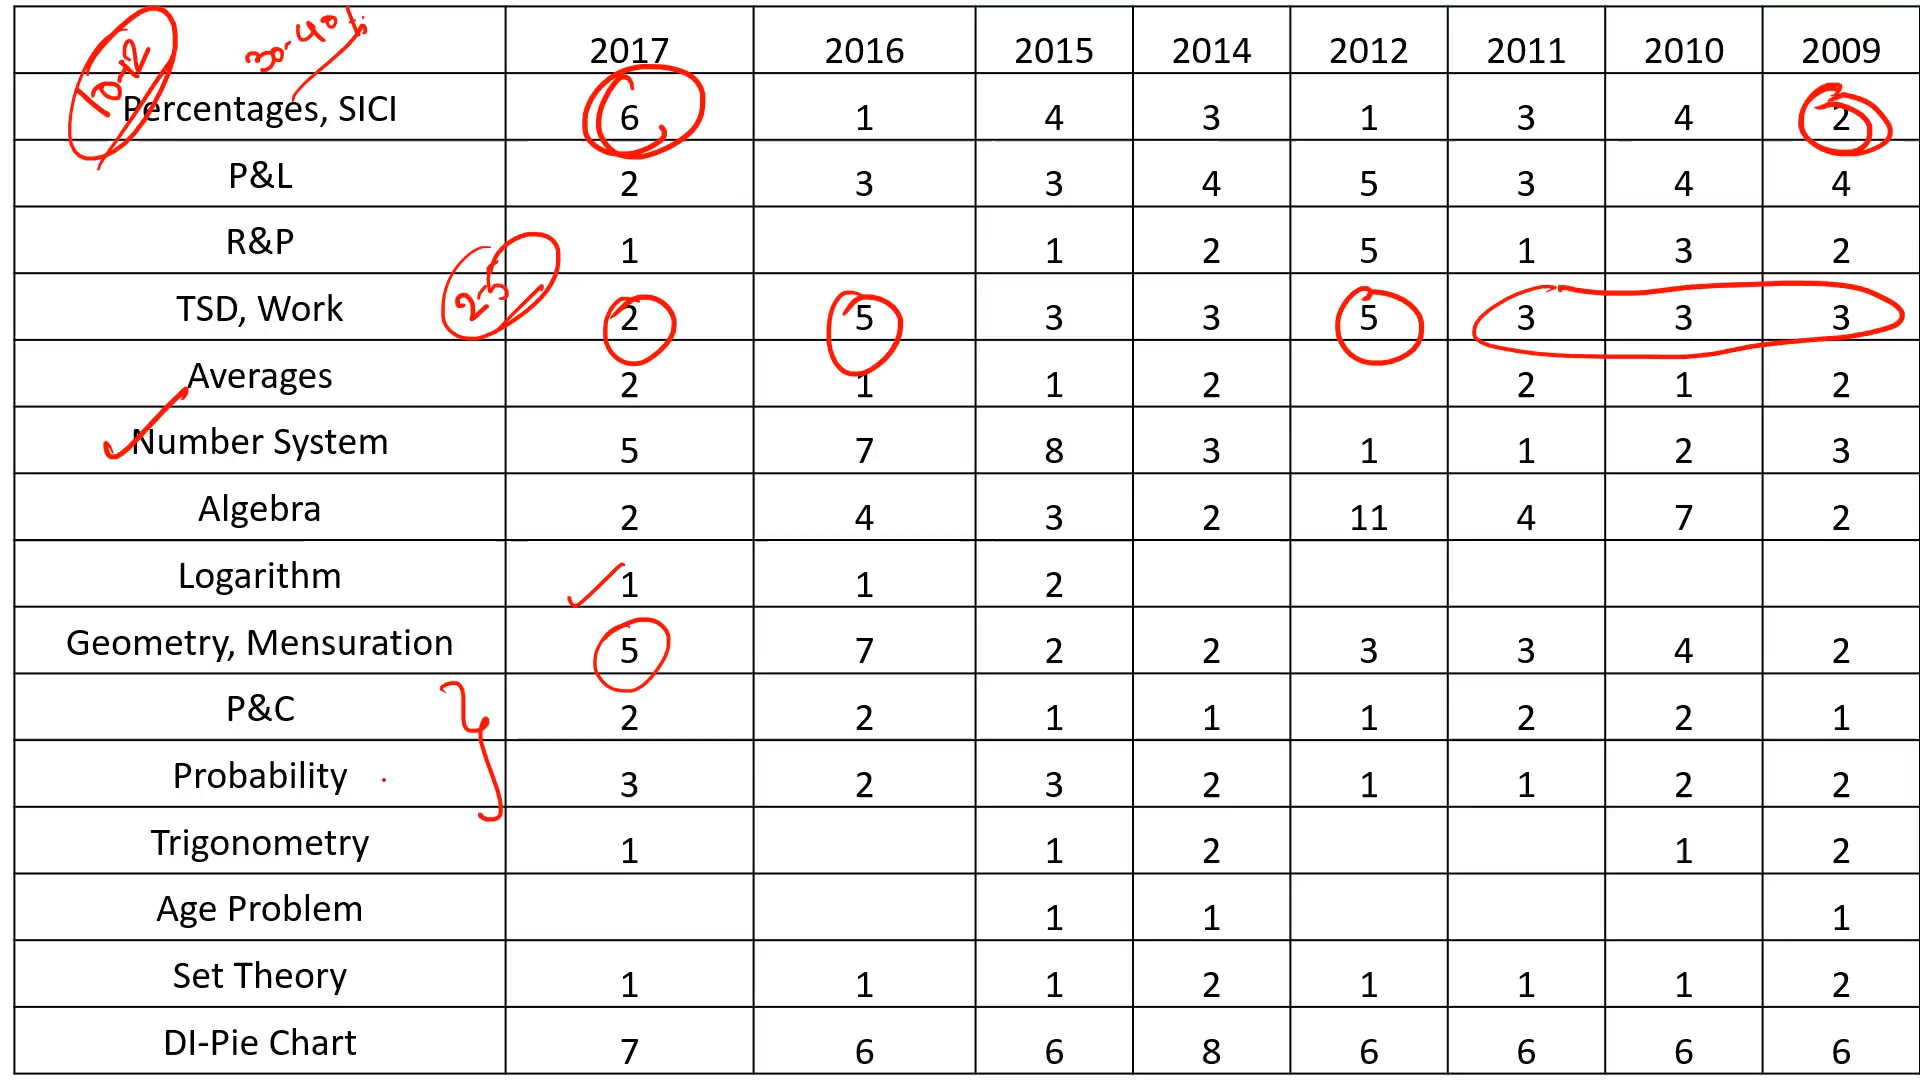 10-12 30-40%
2017 2016 2015 2014 2012 2011 2010 2009
Percentages, SICI 6 1 4 3 1 3 4 2
P&L 2 3 3 4 5 3 4 4
R&P 1 1 2 5 1 3 2
2-5
TSD, Work 2 5 3 3 5 3 3 3
Averages 2 1 1 2 2 1 2
Number System 5 7 8 3 1 1 2 3
Algebra 2 4 3 2 11 4 7 2
Logarithm 1 1 2
Geometry, Mensuration 5 7 2 2 3 3 4 2
P&C 2 2 1 1 1 2 2 1
Probability 3 2 3 2 1 1 2 2
Trigonometry 1 1 2 1 2
Age Problem 1 1 1
Set Theory 1 1 1 2 1 1 1 2
DI-Pie Chart 7 6 6 8 6 6 6 6